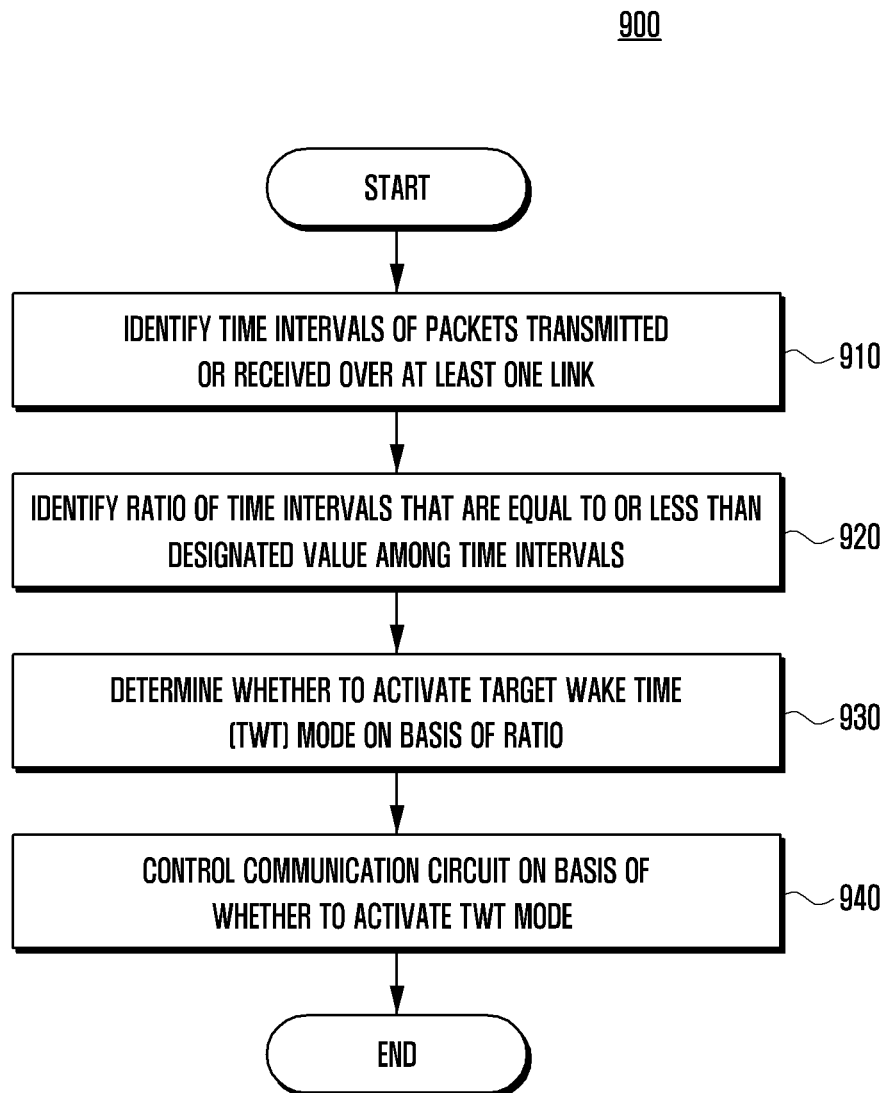 900
START
IDENTIFY TIME INTERVALS OF PACKETS TRANSMITTED
OR RECEIVED OVER AT LEAST ONE LINK
910
IDENTIFY RATIO OF TIME INTERVALS THAT ARE EQUAL TO OR LESS THAN
DESIGNATED VALUE AMONG TIME INTERVALS
920
DETERMINE WHETHER TO ACTIVATE TARGET WAKE TIME
(TWT) MODE ON BASIS OF RATIO
930
CONTROL COMMUNICATION CIRCUIT ON BASIS OF
WHETHER TO ACTIVATE TWT MODE
940
END